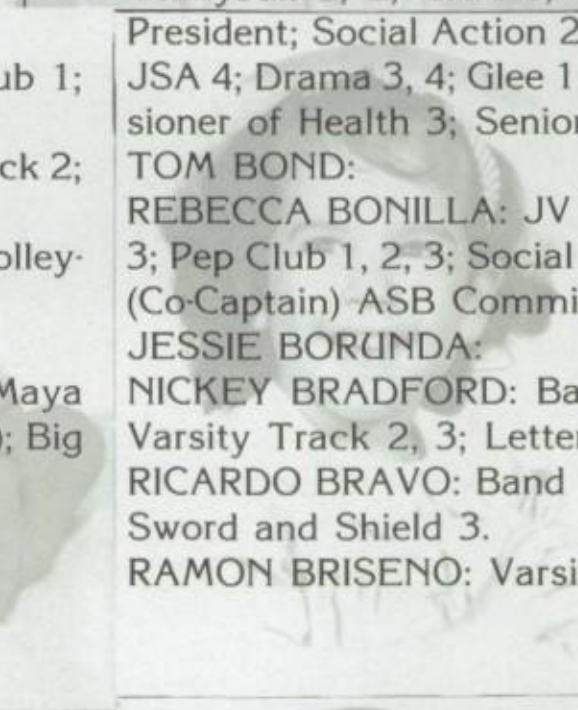 ub 1;
ck 2;
olley-
Maya
; Big
President; Social Action 2
JSA 4; Drama 3, 4; Glee 1
sioner of Health 3; Senior
TOM BOND:
REBECCA BONILLA: JV
3; Pep Club 1, 2, 3; Social
(Co-Captain) ASB Commi
JESSIE BORUNDA:
NICKEY BRADFORD: Ba
Varsity Track 2, 3; Letter
RICARDO BRAVO: Band
Sword and Shield 3.
RAMON BRISENO: Varsi